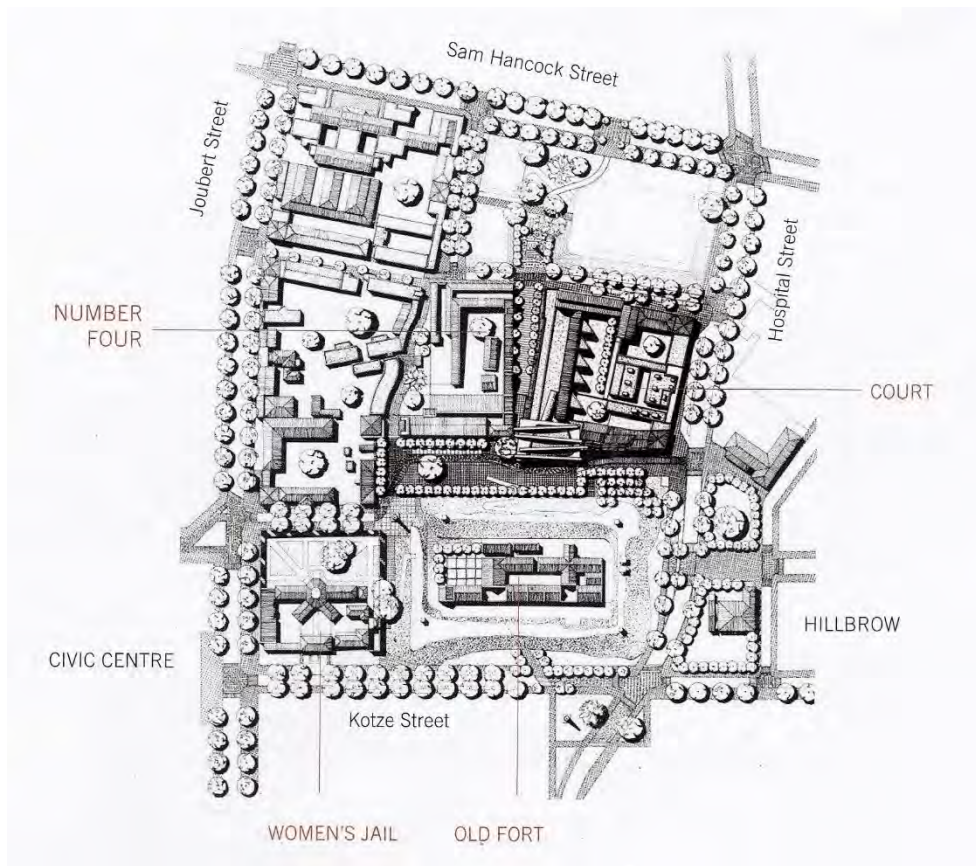 Sam Hancock Street
Joubert Street
Hospital Street
NUMBER
FOUR
COURT
HILLBROW
CIVIC CENTRE
Kotze Street
WOMEN'S JAIL
OLD FORT